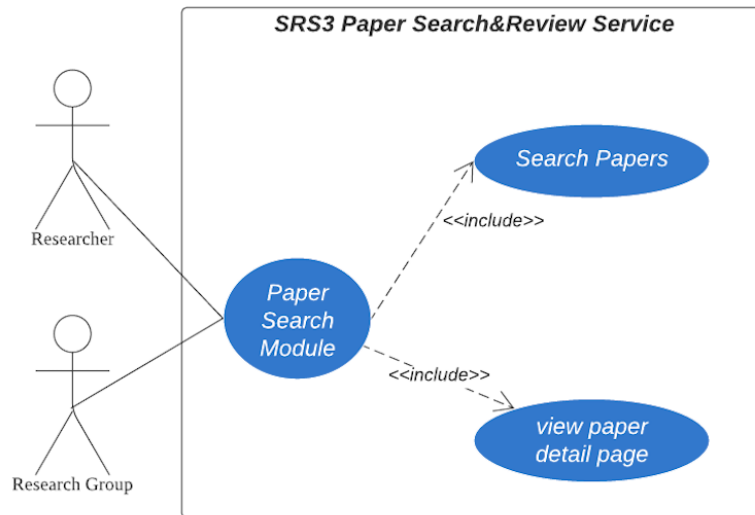 SRS3 Paper Search&Review Service
Search Papers
<<include>>
Researcher
Paper
Search
Module
<<include>>
view paper
detail page
Research Group